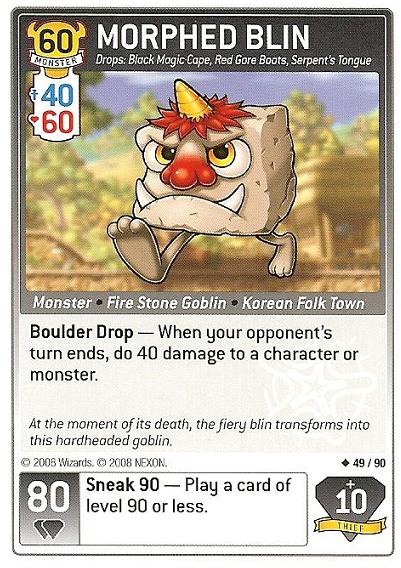 60
MONSTER
MORPHED BLIN
Drops: Black Magic Cape, Red Gore Boots, Serpent's Tongue
40
60
Monster • Fire Stone Goblin • Korean Folk Town
Boulder Drop — When your opponent's
turn ends, do 40 damage to a character or
monster.
At the moment of its death, the fiery blin transforms into
this hardheaded goblin.
© 2008 Wizards. © 2008 NEXON.
◆ 49 / 90
80
Sneak 90 — Play a card of
level 90 or less.
10
THIEF